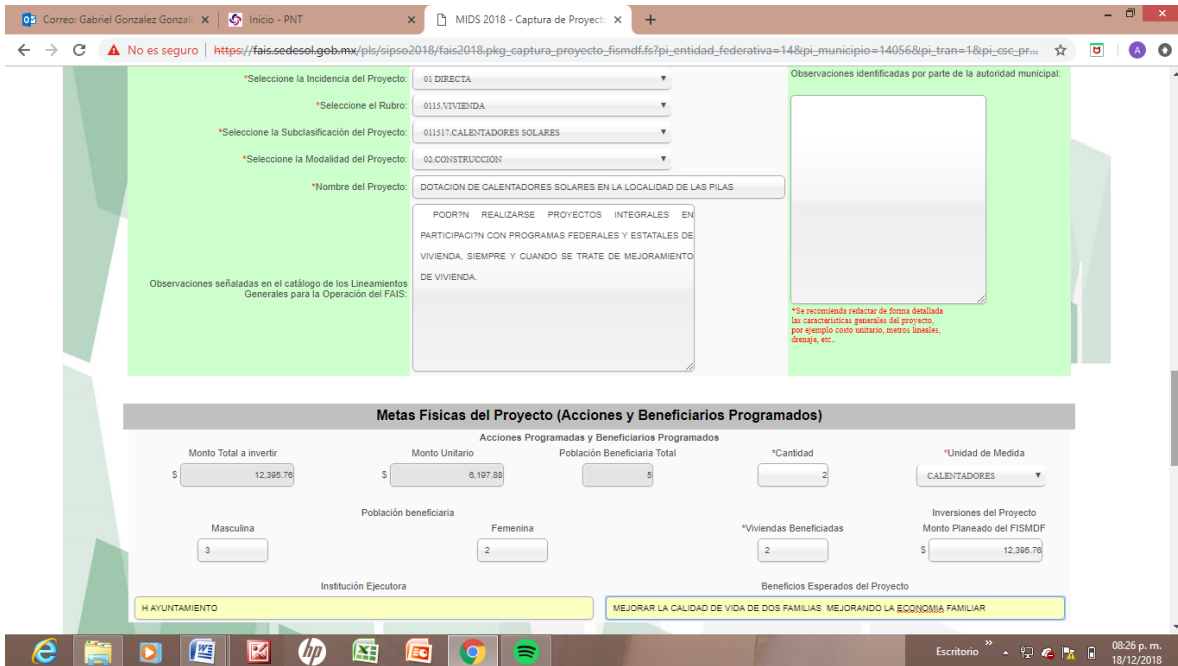 Correo: Gabriel Gonzalez Gonzal
Inicio - PNT
MIDS 2018 - Captura de Proyect
No es seguro | https://fais.sedesol.gob.mx/pls/sipso2018/fais2018.pkg_captura_proyecto_fismdf.fs?pi_entidad_federativa=14&pi_municipio=14056&pi_tran=1&pi_csc_pr...
*Seleccione la Incidencia del Proyecto: 01 DIRECTA
*Seleccione el Rubro: 0115.VIVIENDA
*Seleccione la Subclasificación del Proyecto: 011517.CALENTADORES SOLARES
*Seleccione la Modalidad del Proyecto: 02.CONSTRUCCION
*Nombre del Proyecto: DOTACION DE CALENTADORES SOLARES EN LA LOCALIDAD DE LAS PILAS
Observaciones señaladas en el catálogo de los Lineamientos
Generales para la Operación del FAIS:
PODR?N REALIZARSE PROYECTOS INTEGRALES EN
PARTICIPACI?N CON PROGRAMAS FEDERALES Y ESTATALES DE
VIVIENDA, SIEMPRE Y CUANDO SE TRATE DE MEJORAMIENTO
DE VIVIENDA.
Observaciones identificadas por parte de la autoridad municipal:
*Se recomienda redactar de forma detallada
las caracteristicas generales del proyecto,
por ejemplo costo unitario, metros lineales,
drenaje, etc..
Metas Fisicas del Proyecto (Acciones y Beneficiarios Programados)
Acciones Programadas y Beneficiarios Programados
Monto Total a invertir Monto Unitario Población Beneficiaria Total *Cantidad *Unidad de Medida
$ 12,395.76 $ 6,197.88 5 2 CALENTADORES
Población beneficiaria Inversiones del Proyecto
Masculina Femenina *Viviendas Beneficiadas Monto Planeado del FISMDF
3 2 2 $ 12,395.76
Institución Ejecutora Beneficios Esperados del Proyecto
H AYUNTAMIENTO MEJORAR LA CALIDAD DE VIDA DE DOS FAMILIAS MEJORANDO LA ECONOMIA FAMILIAR
Escritorio
08:26 p. m.
18/12/2018